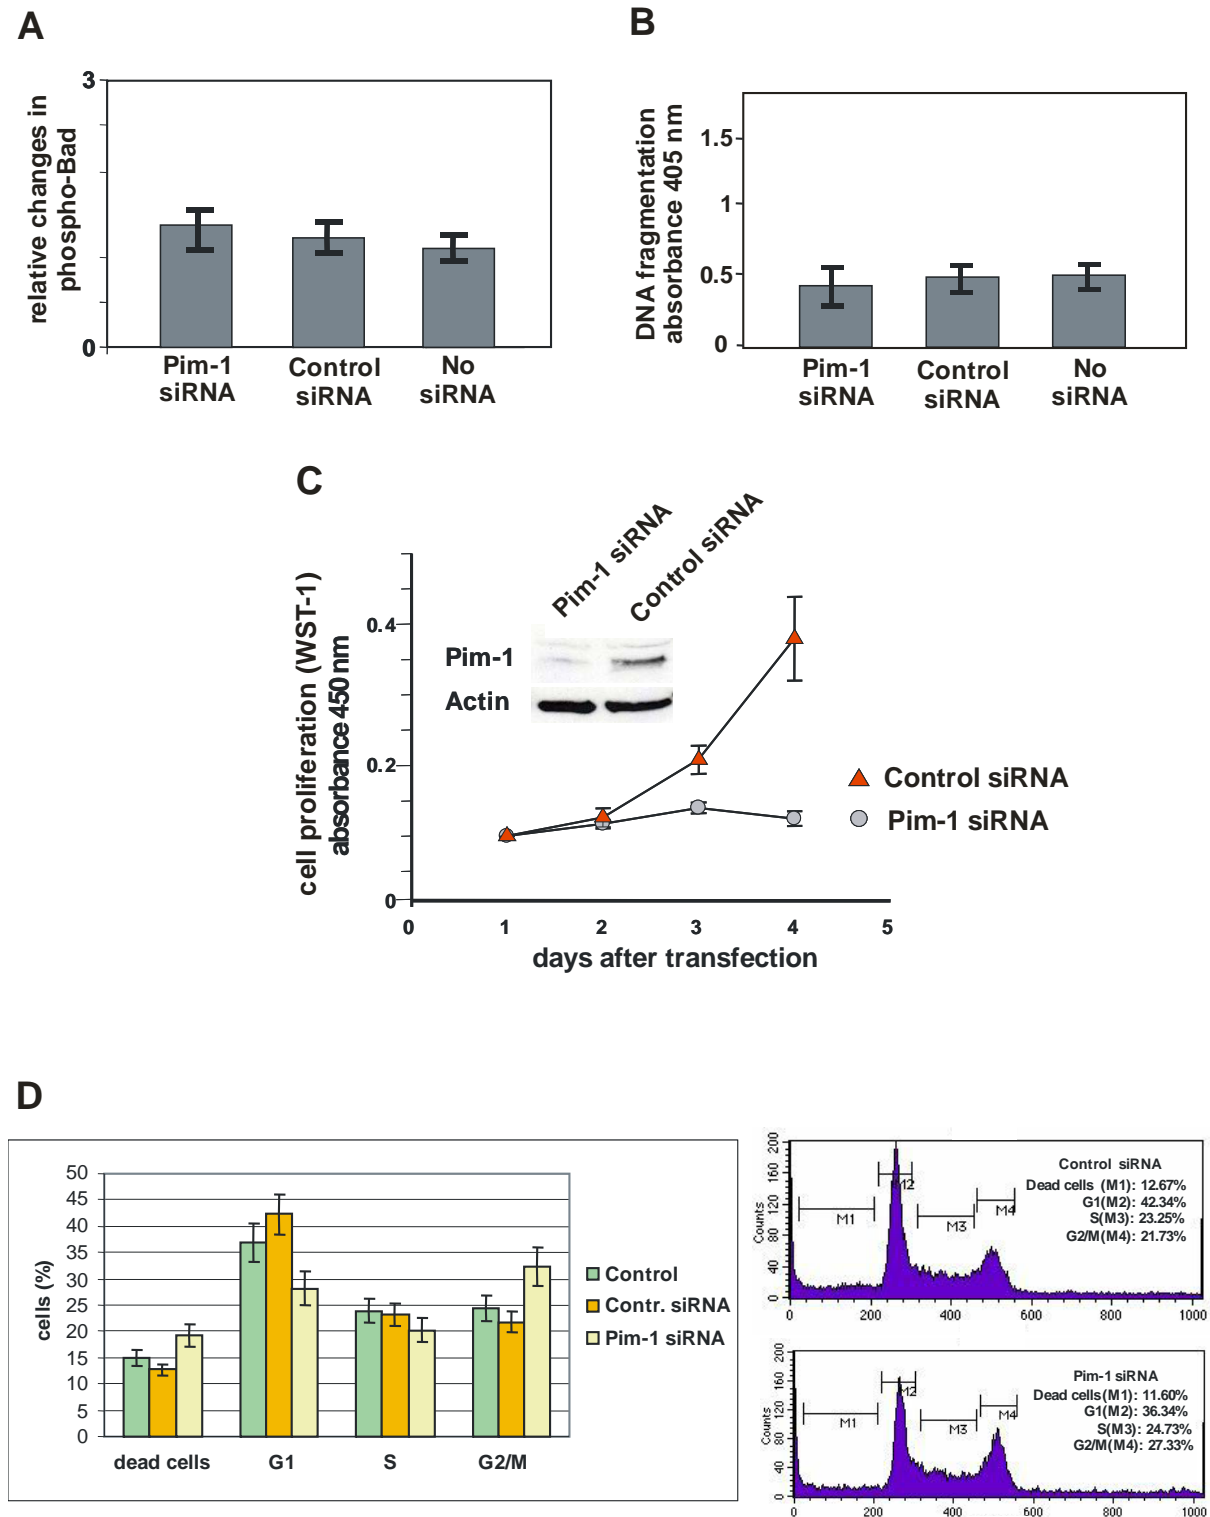 A
3
relative changes in
phospho-Bad
0
Pim-1
siRNA
Control
siRNA
No
siRNA
B
DNA fragmentation
absorbance 405 nm
1.5
1
0.5
0
Pim-1
siRNA
Control
siRNA
No
siRNA
C
cell proliferation (WST-1)
absorbance 450 nm
0.4
0.2
0
Pim-1 siRNA
Control siRNA
Pim-1
Actin
Control siRNA
Pim-1 siRNA
0 1 2 3 4 5
days after transfection
D
cells (%)
50
45
40
35
30
25
20
15
10
5
0
dead cells G1 S G2/M
Control
Contr. siRNA
Pim-1 siRNA
Counts
200
160
120
80
40
0
M1 M2 M3 M4
Control siRNA
Dead cells (M1): 12.67%
G1(M2): 42.34%
S(M3): 23.25%
G2/M(M4): 21.73%
0 200 400 600 800 1000
Counts
200
160
120
80
40
0
M1 M2 M3 M4
Pim-1 siRNA
Dead cells(M1): 11.60%
G1(M2): 36.34%
S(M3): 24.73%
G2/M(M4): 27.33%
0 200 400 600 800 1000